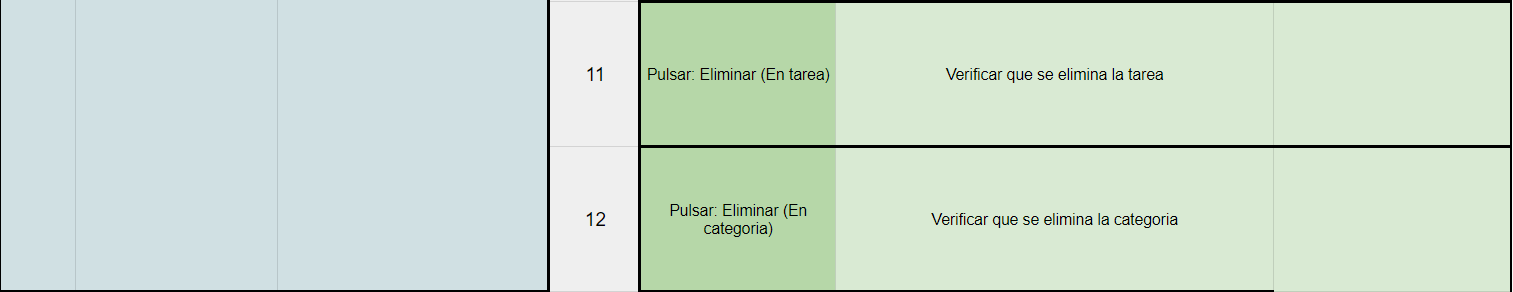 11
Pulsar: Eliminar (En tarea)
Verificar que se elimina la tarea
12
Pulsar: Eliminar (En
categoria)
Verificar que se elimina la categoria